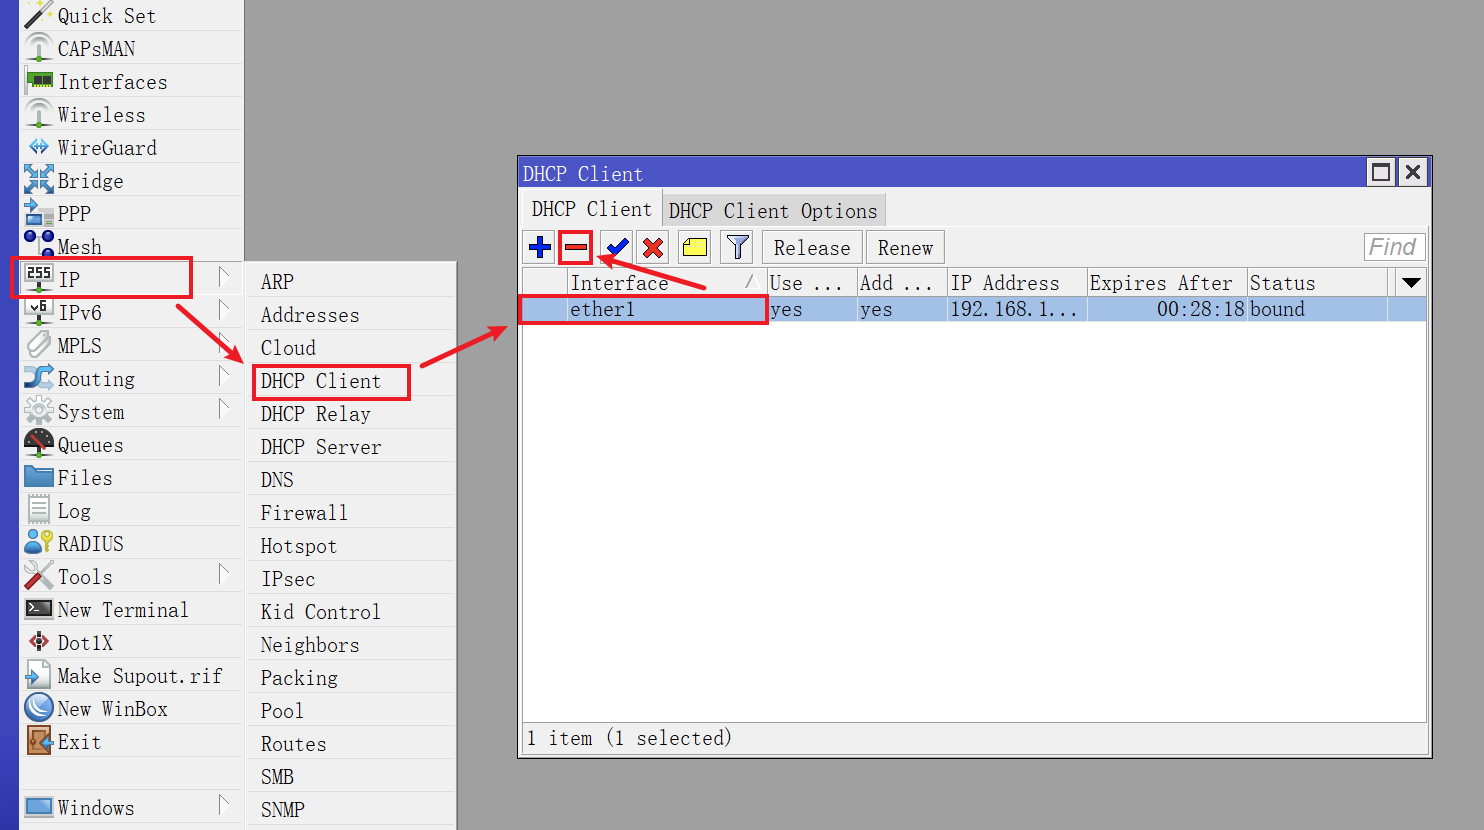 Quick Set
CAPsMAN
Interfaces
Wireless
WireGuard
Bridge
PPP
Mesh
255
IP
v6
IPv6
MPLS
Routing
System
Queues
Files
Log
RADIUS
Tools
New Terminal
Dot1X
Make Supout.rif
New WinBox
Exit
Windows
ARP
Addresses
Cloud
DHCP Client
DHCP Relay
DHCP Server
DNS
Firewall
Hotspot
IPsec
Kid Control
Neighbors
Packing
Pool
Routes
SMB
SNMP
DHCP Client
DHCP Client DHCP Client Options
Release Renew Find
Interface Use ... Add ... IP Address Expires After Status
ether1 yes yes 192.168.1... 00:28:18 bound
1 item (1 selected)